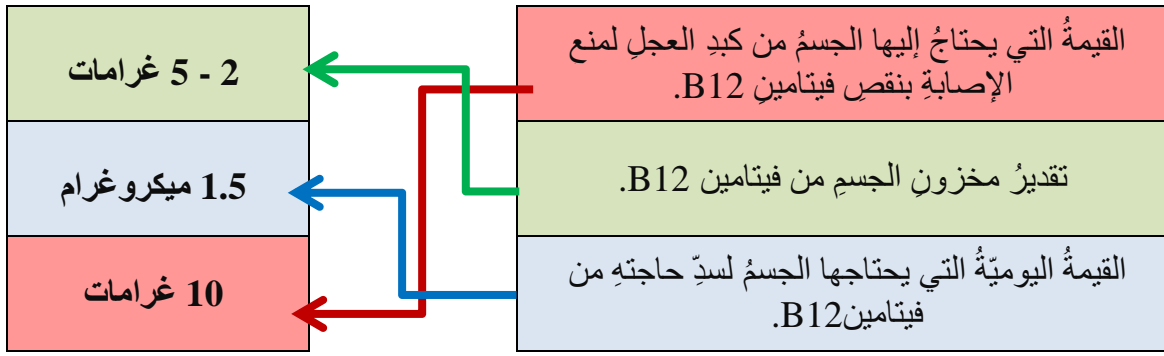 القيمةُ التي يحتاجُ إليها الجسمُ من كبدِ العجلِ لمنع
الإصابةِ بنقصِ فيتامينِ B12.
تقديرُ مخزونِ الجسمِ من فيتامين B12.
القيمةُ اليوميّةُ التي يحتاجها الجسمُ لسدِّ حاجتهِ من
فيتامينB12.
2 - 5 غرامات
1.5 ميكروغرام
10 غرامات